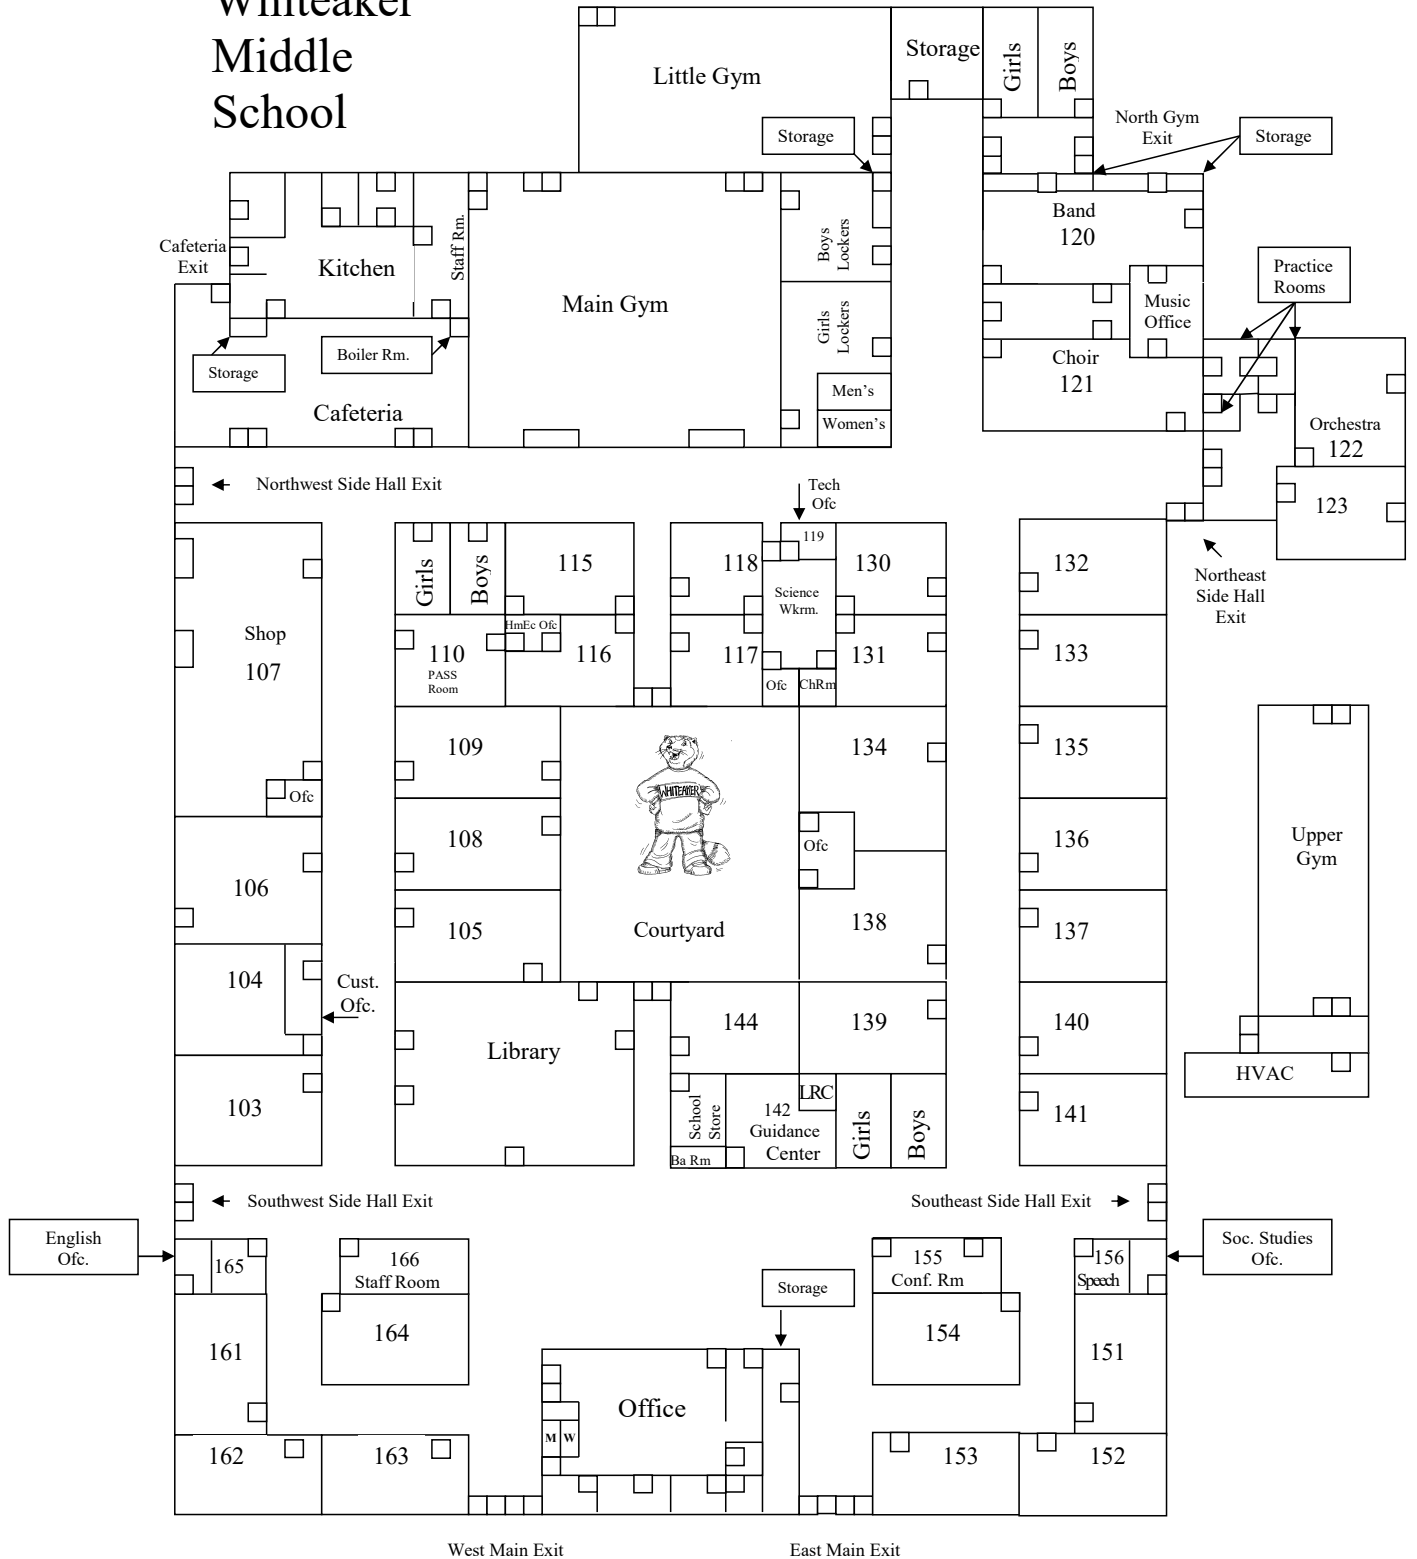 Whiteaker
Middle
School
Little Gym
Storage
Girls
Boys
North Gym
Exit
Storage
Storage
Cafeteria
Exit
Kitchen
Staff Rm.
Main Gym
Boys
Lockers
Girls
Lockers
Men's
Women's
Band
120
Music
Office
Practice
Rooms
Choir
121
Orchestra
122
123
Storage
Boiler Rm.
Cafeteria
Northwest Side Hall Exit
Tech
Ofc
119
Girls
Boys
115
118
Science
Wkrm.
130
132
Northeast
Side Hall
Exit
Shop
107
Ofc
110
PASS
Room
HmEc Ofc
116
117
Ofc
ChRm
131
133
109
WHITEAKER
134
135
108
Ofc
136
Upper
Gym
106
105
Courtyard
138
137
104
Cust.
Ofc.
Library
144
139
140
HVAC
103
School
Store
Ba Rm
142
Guidance
Center
LRC
Girls
Boys
141
Southwest Side Hall Exit
Southeast Side Hall Exit
English
Ofc.
165
166
Staff Room
155
Conf. Rm
156
Speech
Soc. Studies
Ofc.
Storage
161
164
154
151
Office
M
W
162
163
153
152
West Main Exit
East Main Exit